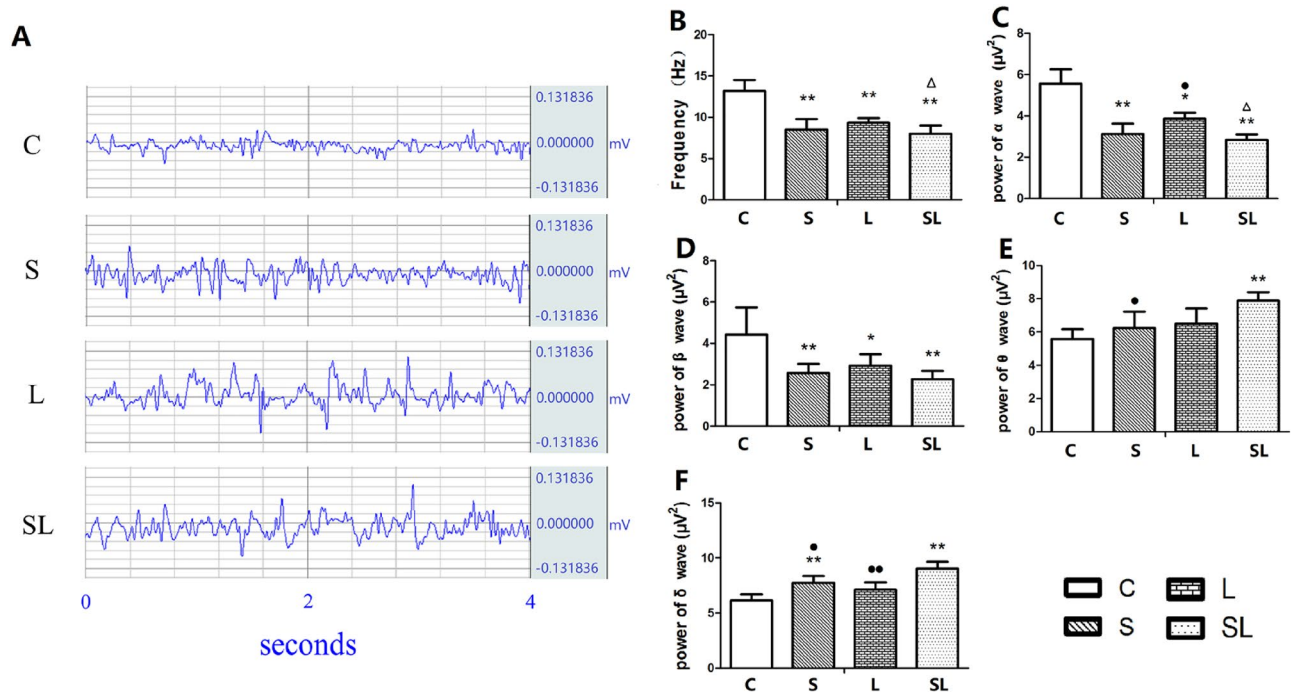 A
C
0.131836
0.000000 mV
-0.131836
S
0.131836
0.000000 mV
-0.131836
L
0.131836
0.000000 mV
-0.131836
SL
0.131836
0.000000 mV
-0.131836
0 2 4
seconds
B
Frequency (Hz)
20
15
10
5
0
** ** Δ **
C S L SL
C
power of α wave (μV²)
8
6
4
2
0
** ● * Δ **
C S L SL
D
power of β wave (μV²)
8
6
4
2
0
** * **
C S L SL
E
power of θ wave (μV²)
10
8
6
4
2
0
● **
C S L SL
F
power of δ wave (μV²)
15
10
5
0
● ** ●● **
C S L SL
C L
S SL